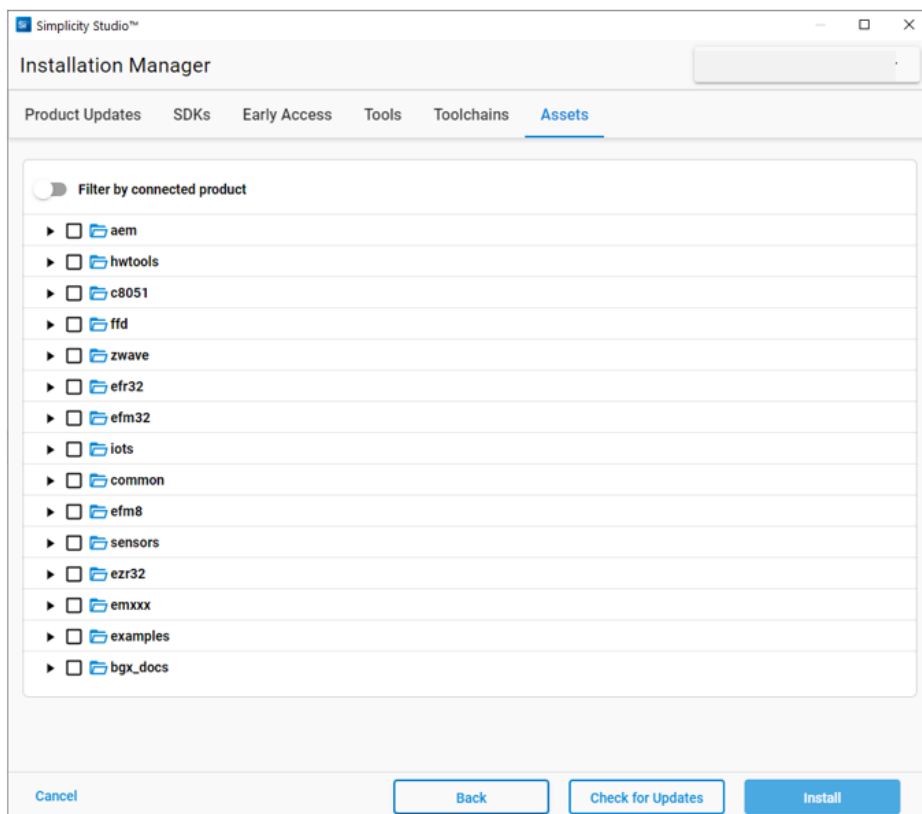 Simplicity Studio™
Installation Manager
Product Updates SDKs Early Access Tools Toolchains Assets
Filter by connected product
aem
hwtools
c8051
ffd
zwave
efr32
efm32
iots
common
efm8
sensors
ezr32
emxxx
examples
bgx_docs
Cancel Back Check for Updates Install